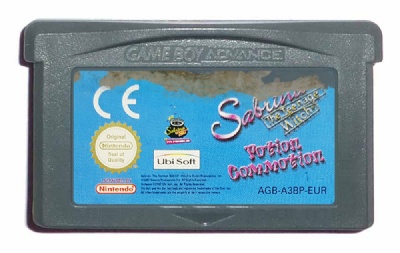 GAME BOY ADVANCE
CE
Sabrina
The Teenage
Witch
Original
Nintendo
Seal of
Quality
Ubi Soft
Potion
Commotion
Nintendo
AGB-A3BP-EUR